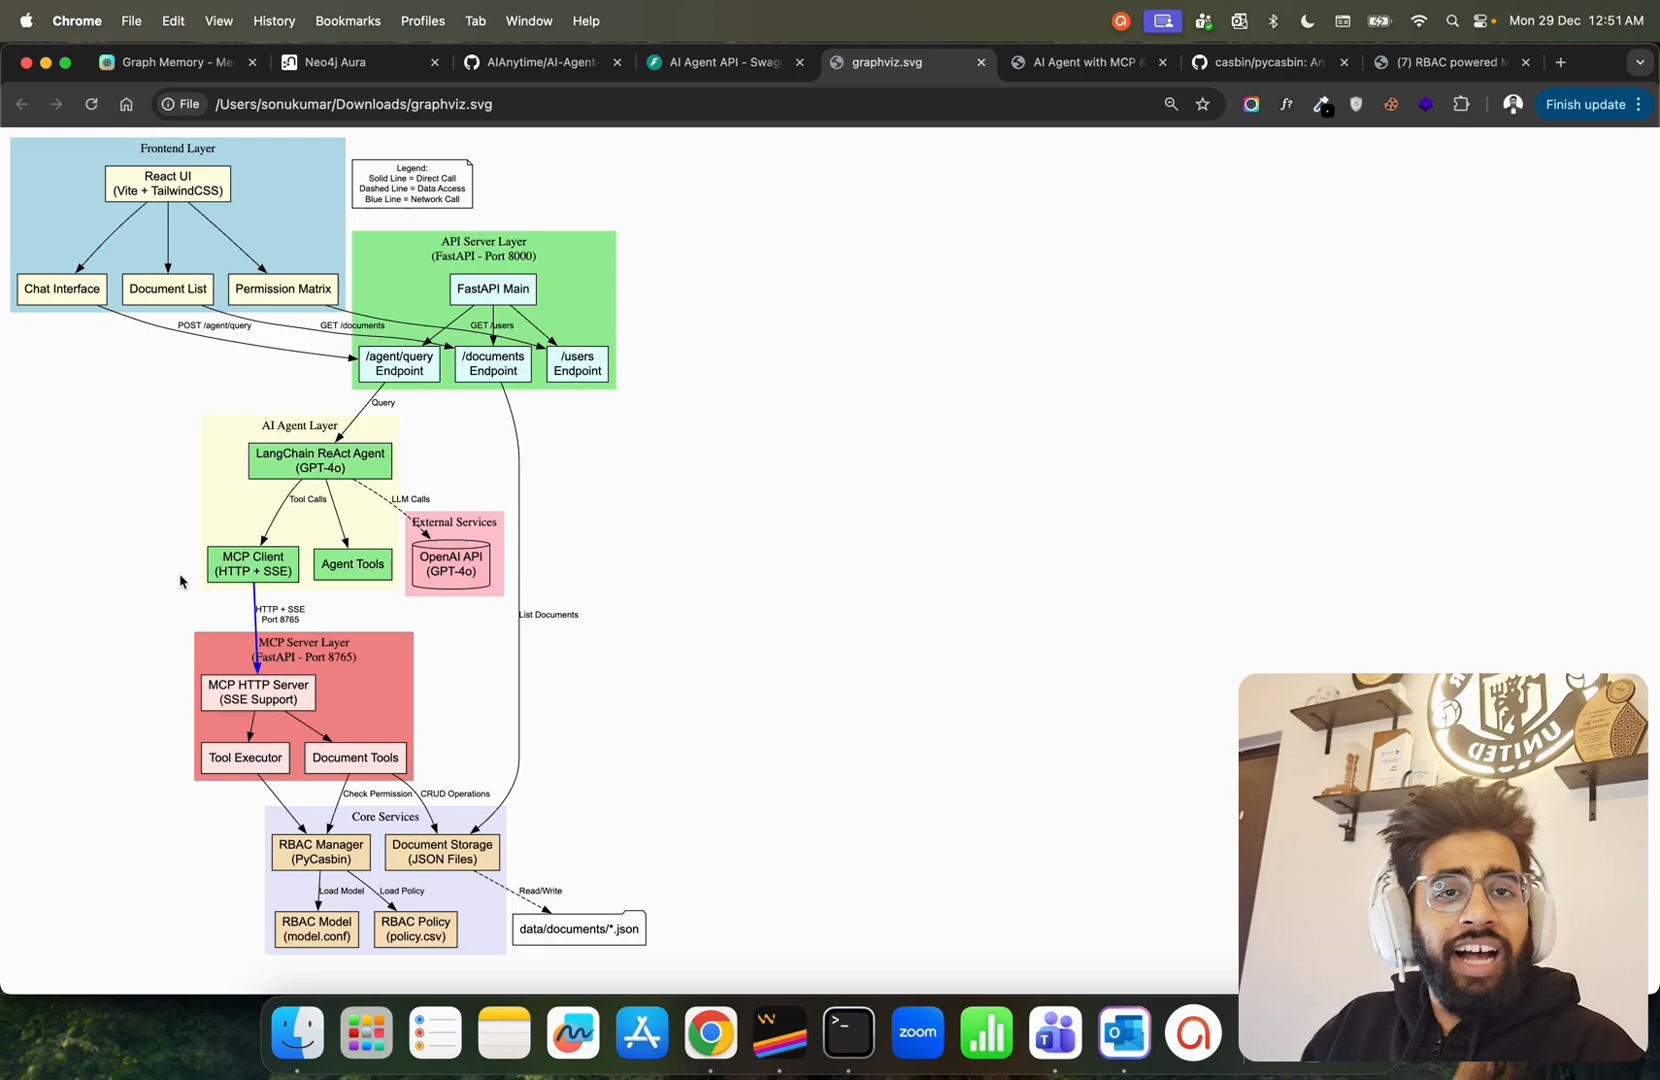 Chrome File Edit View History Bookmarks Profiles Tab Window Help Mon 29 Dec 12:51 AM
Graph Memory - Me Neo4j Aura AIAnytime/AI-Agent- AI Agent API - Swag graphviz.svg AI Agent with MCP & casbin/pycasbin: An (7) RBAC powered M
File /Users/sonukumar/Downloads/graphviz.svg f? Finish update
Frontend Layer
React UI
(Vite + TailwindCSS)
Chat Interface
Document List
Permission Matrix
Legend:
Solid Line = Direct Call
Dashed Line = Data Access
Blue Line = Network Call
API Server Layer
(FastAPI - Port 8000)
FastAPI Main
POST /agent/query
GET /documents
GET /users
/agent/query
Endpoint
/documents
Endpoint
/users
Endpoint
Query
AI Agent Layer
LangChain ReAct Agent
(GPT-4o)
Tool Calls
LLM Calls
External Services
OpenAI API
(GPT-4o)
MCP Client
(HTTP + SSE)
Agent Tools
HTTP + SSE
Port 8765
List Documents
MCP Server Layer
(FastAPI - Port 8765)
MCP HTTP Server
(SSE Support)
Tool Executor
Document Tools
Check Permission
CRUD Operations
Core Services
RBAC Manager
(PyCasbin)
Document Storage
(JSON Files)
Load Model
Load Policy
Read/Write
RBAC Model
(model.conf)
RBAC Policy
(policy.csv)
data/documents/*.json
UNITED
zoom